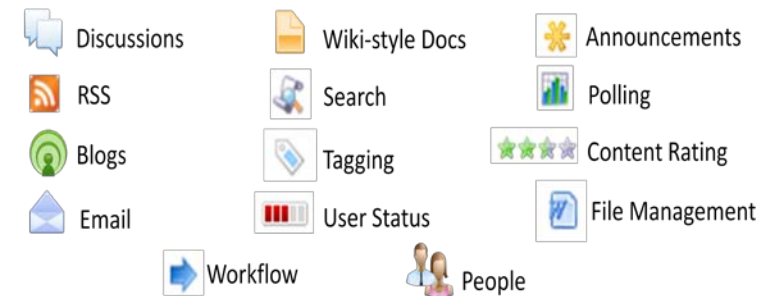 Discussions
Wiki-style Docs
Announcements
RSS
Search
Polling
Blogs
Tagging
Content Rating
Email
User Status
File Management
Workflow
People